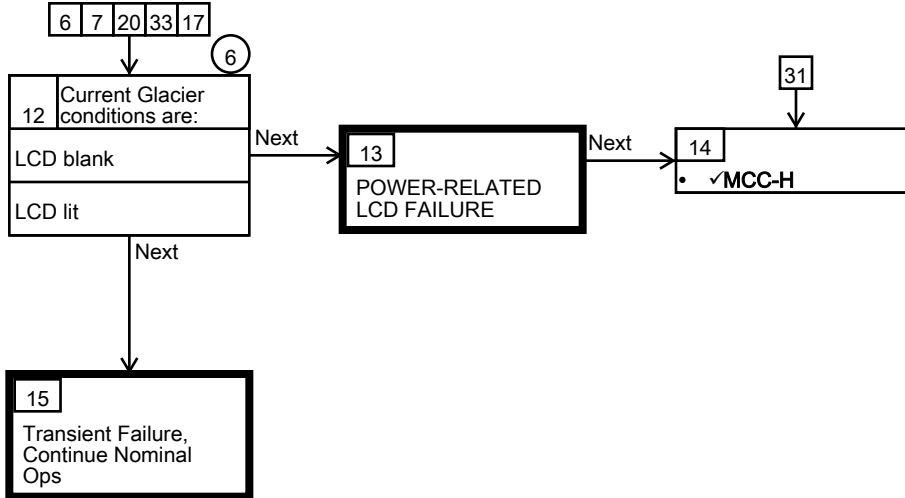 6 7 20 33 17
6
12 Current Glacier
conditions are:
LCD blank
LCD lit
Next
13
POWER-RELATED
LCD FAILURE
Next
31
14
• ✓MCC-H
Next
15
Transient Failure,
Continue Nominal
Ops